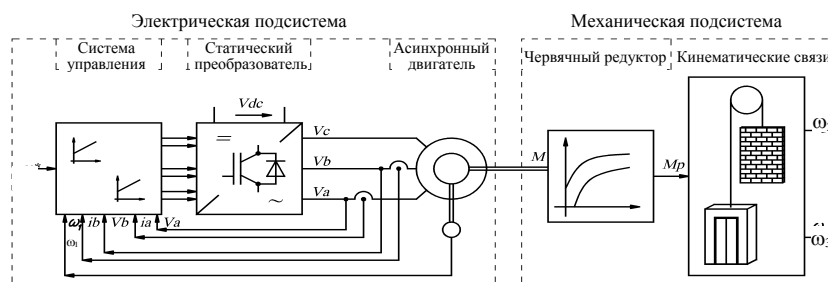 Электрическая подсистема
Механическая подсистема
Система управления
Статический преобразователь
Асинхронный двигатель
Червячный редуктор
Кинематические связи
Vdc
Vc
Vb
Va
M
Mp
ib Vb ia Va
ω₁